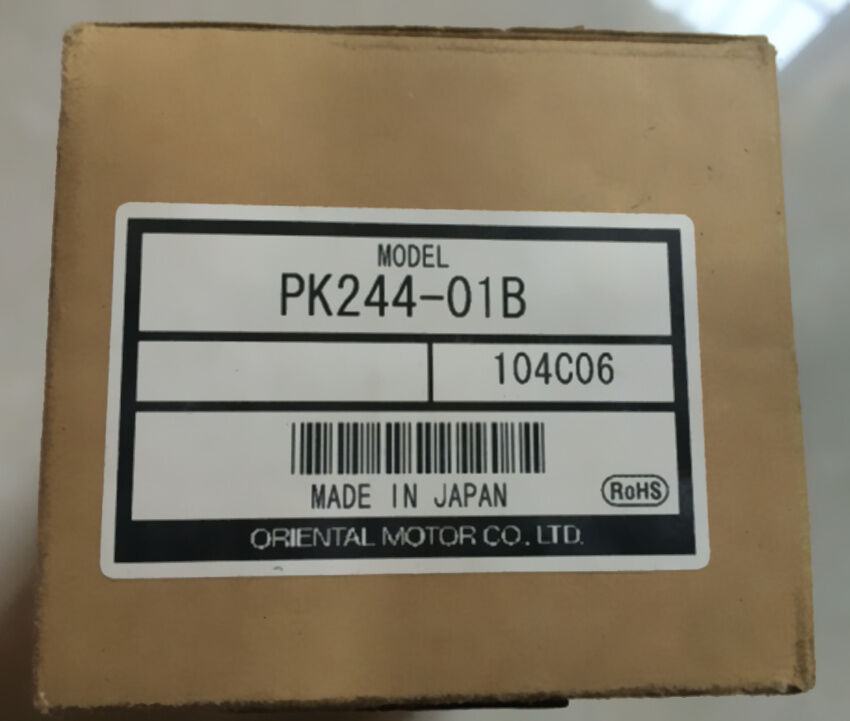 MODEL
PK244-01B
104C06
MADE IN JAPAN
RoHS
ORIENTAL MOTOR CO., LTD.